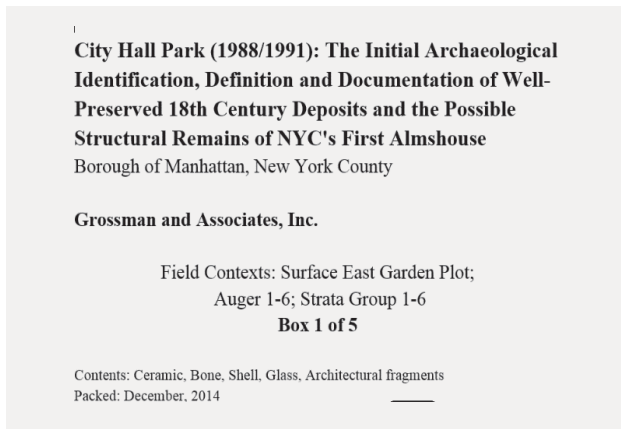 City Hall Park (1988/1991): The Initial Archaeological
Identification, Definition and Documentation of Well-
Preserved 18th Century Deposits and the Possible
Structural Remains of NYC's First Almshouse
Borough of Manhattan, New York County
Grossman and Associates, Inc.
Field Contexts: Surface East Garden Plot;
Auger 1-6; Strata Group 1-6
Box 1 of 5
Contents: Ceramic, Bone, Shell, Glass, Architectural fragments
Packed: December, 2014